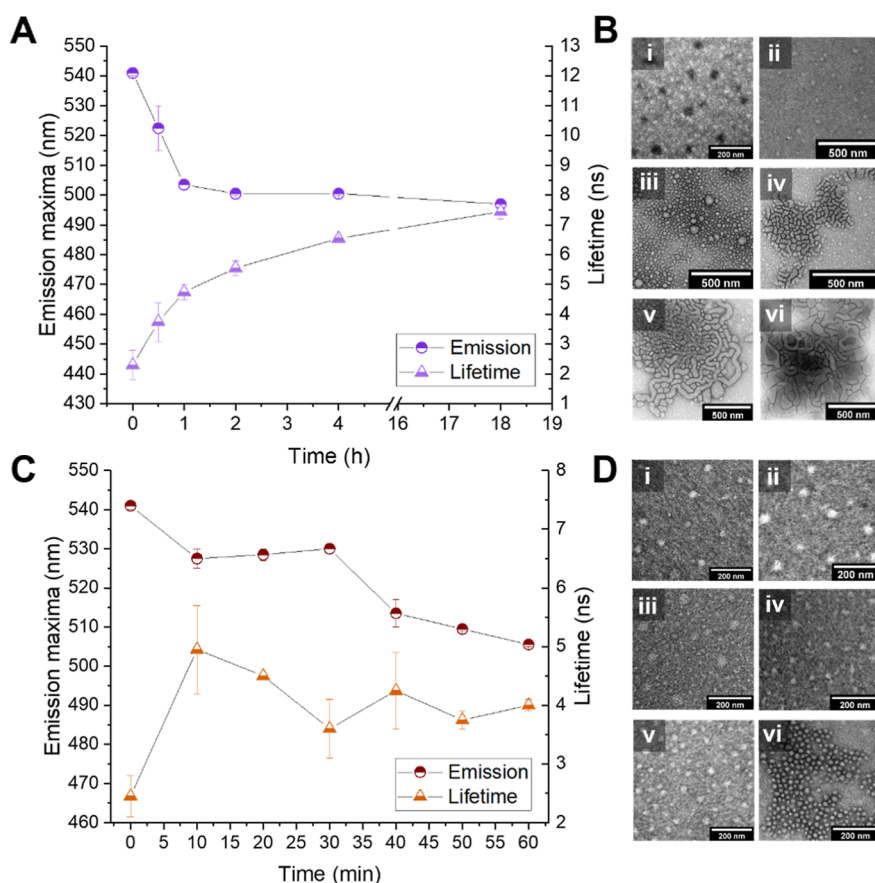 A
550
540
530
520
510
500
490
480
470
460
450
440
430
Emission maxima (nm)
13
12
11
10
9
8
7
6
5
4
3
2
1
Lifetime (ns)
Emission
Lifetime
0 1 2 3 4 16 17 18 19
Time (h)
B
i
200 nm
ii
500 nm
iii
500 nm
iv
500 nm
v
500 nm
vi
500 nm
C
550
540
530
520
510
500
490
480
470
460
Emission maxima (nm)
8
7
6
5
4
3
2
Lifetime (ns)
Emission
Lifetime
0 5 10 15 20 25 30 35 40 45 50 55 60
Time (min)
D
i
200 nm
ii
200 nm
iii
200 nm
iv
200 nm
v
200 nm
vi
200 nm